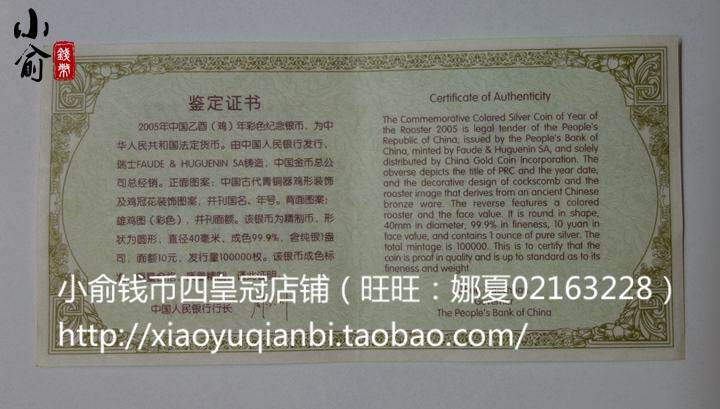 小俞
錢幣
鉴定证书
2005年中国乙酉（鸡）年彩色纪念银币，为中
华人民共和国法定货币。由中国人民银行发行，
瑞士FAUDE & HUGUENIN SA铸造，中国金币总公
司总经销。正面图案：中国古代青铜器鸡形装饰
及鸡冠花装饰图案，并刊国名、年号。背面图案：
雄鸡图（彩色），并刊面额。该银币为精制币，形
状为圆形，直径40毫米，成色99.9%，含纯银1盎
司，面额10元，发行量100000枚。该银币成色标
中国人民银行行长
Certificate of Authenticity
The Commemorative Colored Silver Coin of Year of
the Rooster 2005 is legal tender of the People's
Republic of China, issued by the People's Bank of
China, minted by Faude & Huguenin SA, and solely
distributed by China Gold Coin Incorporation. The
obverse depicts the title of PRC and the year date,
and the decorative design of cockscomb and the
rooster image that derives from an ancient Chinese
bronze ware. The reverse features a colored
rooster and the face value. It is round in shape,
40mm in diameter, 99.9% in fineness, 10 yuan in
face value, and contains 1 ounce of pure silver. The
total mintage is 100000. This is to certify that the
coin is proof in quality and is up to standard as to its
fineness and weight.
The People's Bank of China
小俞钱币四皇冠店铺（旺旺：娜夏02163228）
http://xiaoyuqianbi.taobao.com/